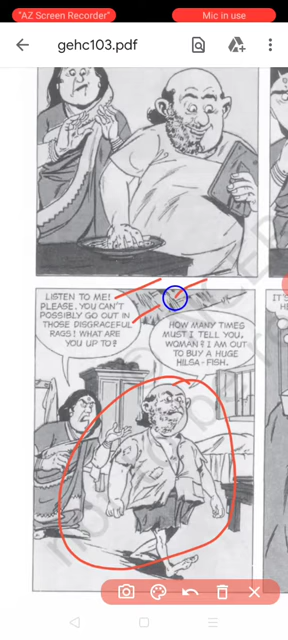 "AZ Screen Recorder"
Mic in use
gehc103.pdf
LISTEN TO ME!
PLEASE. YOU CAN'T
POSSIBLY GO OUT IN
THOSE DISGRACEFUL
RAGS! WHAT ARE
YOU UP TO?
HOW MANY TIMES
MUST I TELL YOU,
WOMAN? I AM OUT
TO BUY A HUGE
HILSA-FISH.